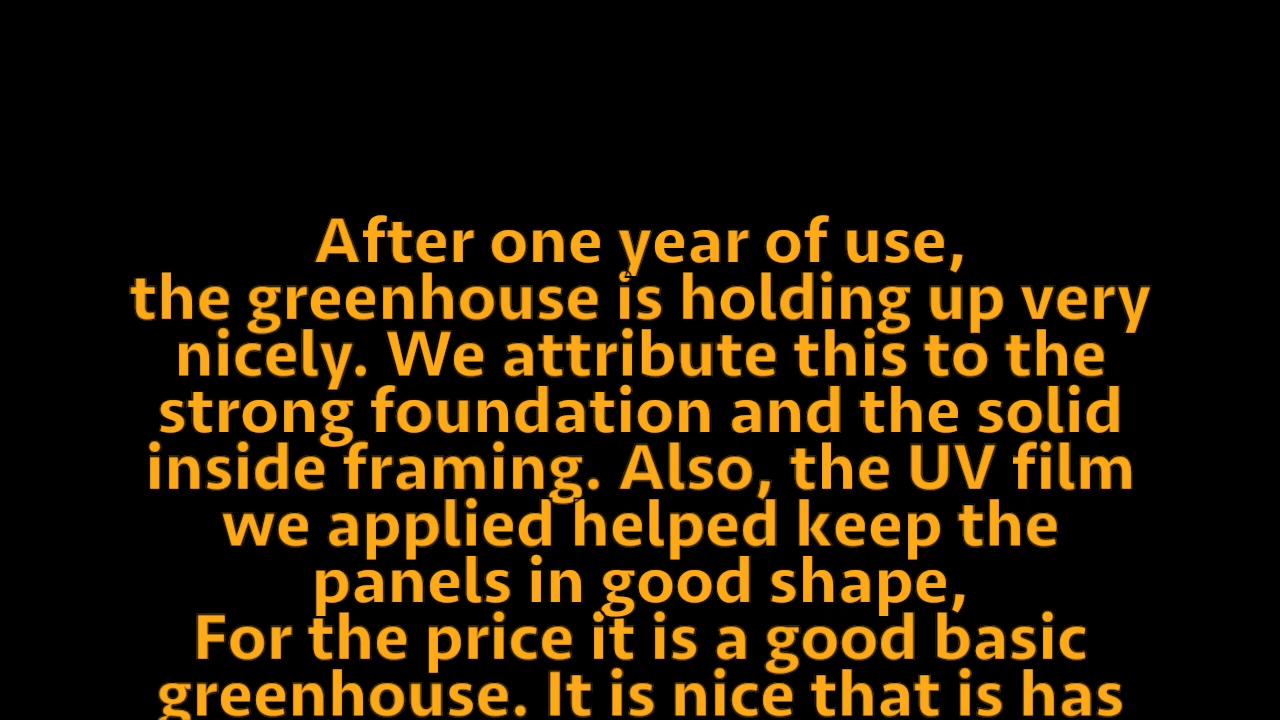 After one year of use,
the greenhouse is holding up very
nicely. We attribute this to the
strong foundation and the solid
inside framing. Also, the UV film
we applied helped keep the
panels in good shape,
For the price it is a good basic
greenhouse. It is nice that is has